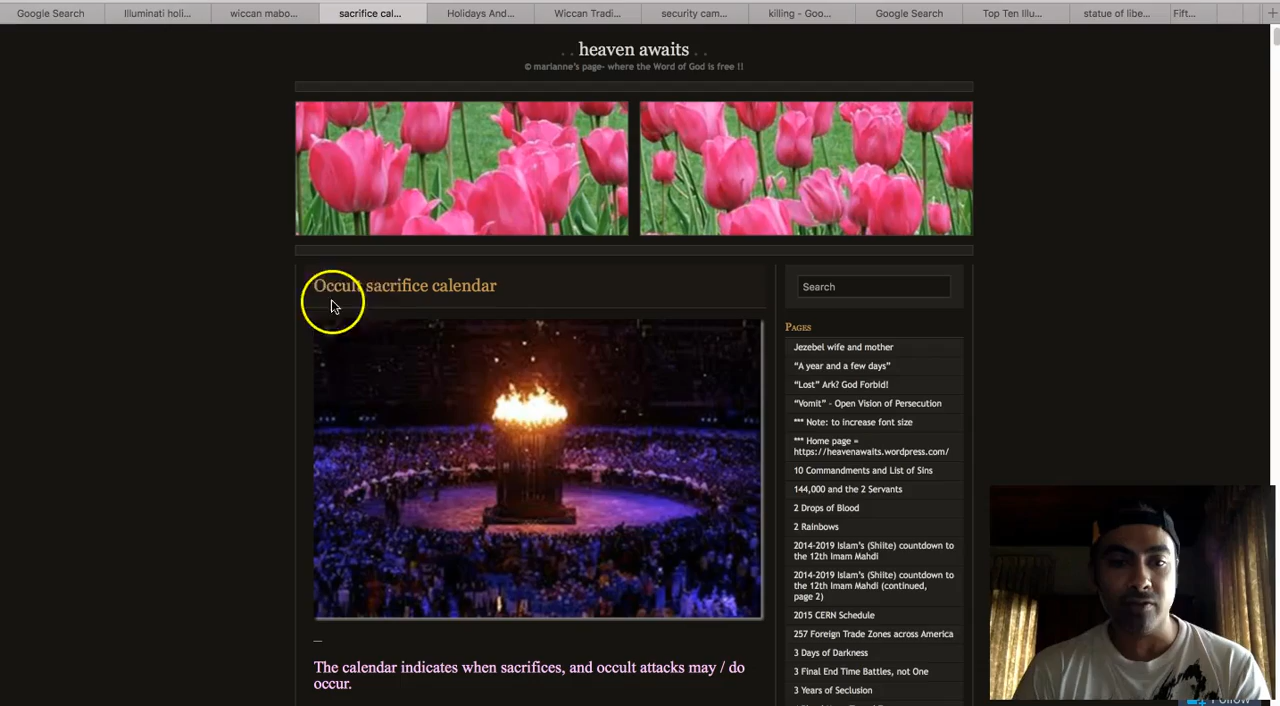 Google Search
Illuminati holi...
wiccan mabo...
sacrifice cal...
Holidays And...
Wiccan Tradi...
security cam...
killing - Goo...
Google Search
Top Ten Illu...
statue of libe...
Fift...
. . heaven awaits . .
© marianne's page- where the Word of God is free !!
Occult sacrifice calendar
—
The calendar indicates when sacrifices, and occult attacks may / do
occur.
Search
Pages
Jezebel wife and mother
“A year and a few days”
“Lost” Ark? God Forbid!
“Vomit” - Open Vision of Persecution
*** Note: to increase font size
*** Home page =
https://heavenawaits.wordpress.com/
10 Commandments and List of Sins
144,000 and the 2 Servants
2 Drops of Blood
2 Rainbows
2014-2019 Islam's (Shiite) countdown to
the 12th Imam Mahdi
2014-2019 Islam's (Shiite) countdown to
the 12th Imam Mahdi (continued,
page 2)
2015 CERN Schedule
257 Foreign Trade Zones across America
3 Days of Darkness
3 Final End Time Battles, not One
3 Years of Seclusion
Follow